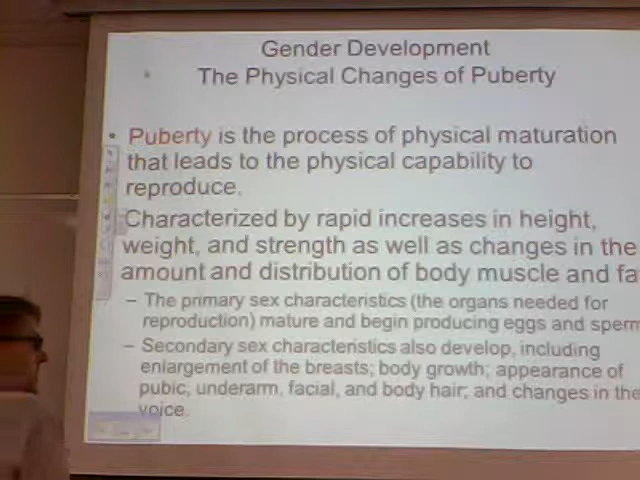 Gender Development
The Physical Changes of Puberty
• Puberty is the process of physical maturation
that leads to the physical capability to
reproduce.
Characterized by rapid increases in height,
weight, and strength as well as changes in the
amount and distribution of body muscle and fa
– The primary sex characteristics (the organs needed for
reproduction) mature and begin producing eggs and sperm
– Secondary sex characteristics also develop, including
enlargement of the breasts; body growth; appearance of
pubic, underarm, facial, and body hair; and changes in the
voice.